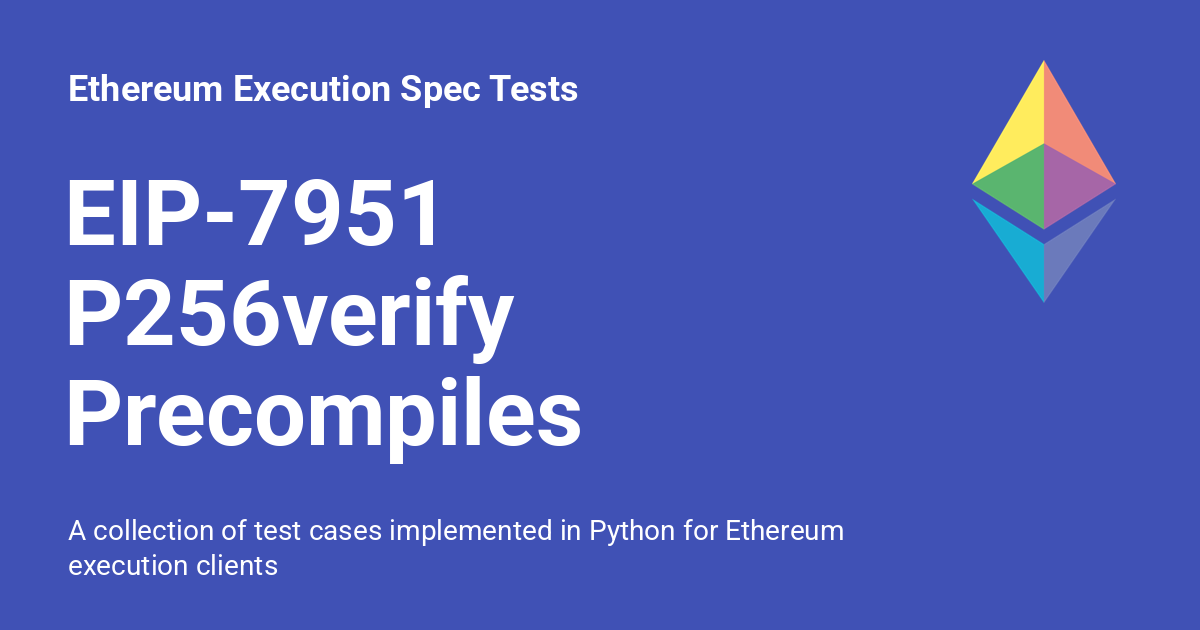 Ethereum Execution Spec Tests
EIP-7951
P256verify
Precompiles
A collection of test cases implemented in Python for Ethereum
execution clients